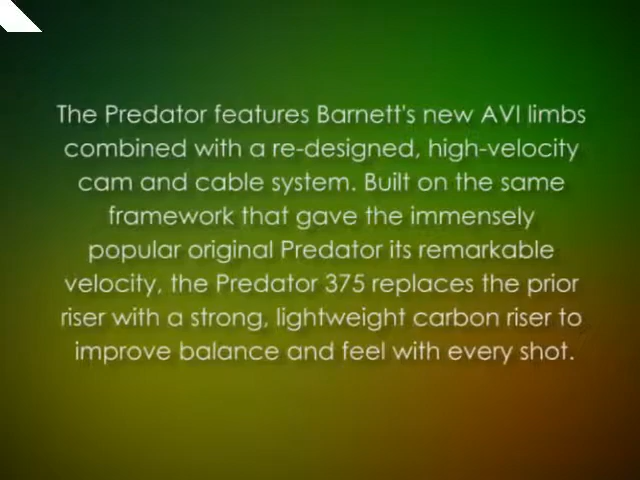 The Predator features Barnett's new AVI limbs
combined with a re-designed, high-velocity
cam and cable system. Built on the same
framework that gave the immensely
popular original Predator its remarkable
velocity, the Predator 375 replaces the prior
riser with a strong, lightweight carbon riser to
improve balance and feel with every shot.